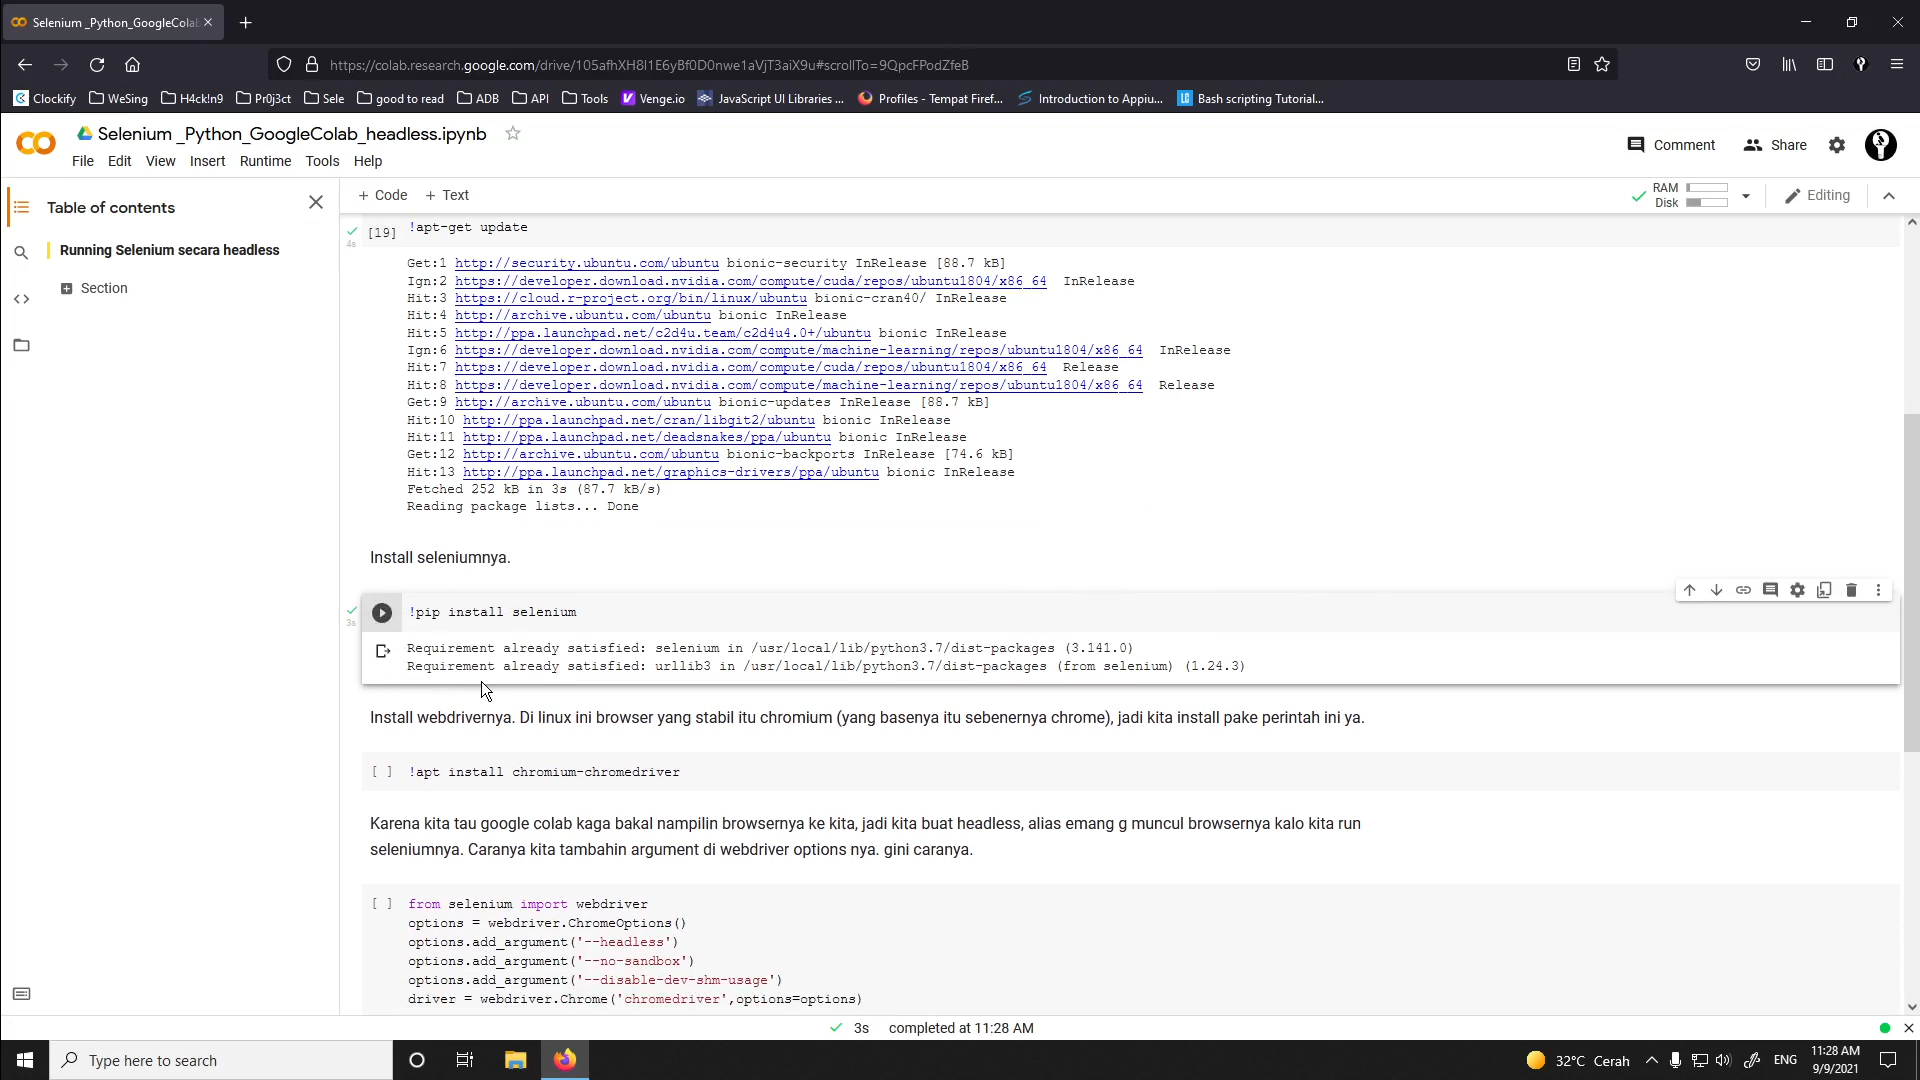 Selenium _Python_GoogleColab
https://colab.research.google.com/drive/105afhXH8I1E6yBf0D0nwe1aVjT3aiX9u#scrollTo=9QpcFPodZfeB
Clockify WeSing H4ck!n9 Pr0j3ct Sele good to read ADB API Tools Venge.io JavaScript UI Libraries ... Profiles - Tempat Firef... Introduction to Appiu... Bash scripting Tutorial...
Selenium _Python_GoogleColab_headless.ipynb
Comment Share
File Edit View Insert Runtime Tools Help
Table of contents
+ Code + Text
RAM
Disk
Editing
Running Selenium secara headless
Section
[19] !apt-get update
4s
Get:1 http://security.ubuntu.com/ubuntu bionic-security InRelease [88.7 kB]
Ign:2 https://developer.download.nvidia.com/compute/cuda/repos/ubuntu1804/x86_64 InRelease
Hit:3 https://cloud.r-project.org/bin/linux/ubuntu bionic-cran40/ InRelease
Hit:4 http://archive.ubuntu.com/ubuntu bionic InRelease
Hit:5 http://ppa.launchpad.net/c2d4u.team/c2d4u4.0+/ubuntu bionic InRelease
Ign:6 https://developer.download.nvidia.com/compute/machine-learning/repos/ubuntu1804/x86_64 InRelease
Hit:7 https://developer.download.nvidia.com/compute/cuda/repos/ubuntu1804/x86_64 Release
Hit:8 https://developer.download.nvidia.com/compute/machine-learning/repos/ubuntu1804/x86_64 Release
Get:9 http://archive.ubuntu.com/ubuntu bionic-updates InRelease [88.7 kB]
Hit:10 http://ppa.launchpad.net/cran/libgit2/ubuntu bionic InRelease
Hit:11 http://ppa.launchpad.net/deadsnakes/ppa/ubuntu bionic InRelease
Get:12 http://archive.ubuntu.com/ubuntu bionic-backports InRelease [74.6 kB]
Hit:13 http://ppa.launchpad.net/graphics-drivers/ppa/ubuntu bionic InRelease
Fetched 252 kB in 3s (87.7 kB/s)
Reading package lists... Done
Install seleniumnya.
!pip install selenium
3s
Requirement already satisfied: selenium in /usr/local/lib/python3.7/dist-packages (3.141.0)
Requirement already satisfied: urllib3 in /usr/local/lib/python3.7/dist-packages (from selenium) (1.24.3)
Install webdrivernya. Di linux ini browser yang stabil itu chromium (yang basenya itu sebenernya chrome), jadi kita install pake perintah ini ya.
[ ] !apt install chromium-chromedriver
Karena kita tau google colab kaga bakal nampilin browsernya ke kita, jadi kita buat headless, alias emang g muncul browsernya kalo kita run
seleniumnya. Caranya kita tambahin argument di webdriver options nya. gini caranya.
[ ] from selenium import webdriver
options = webdriver.ChromeOptions()
options.add_argument('--headless')
options.add_argument('--no-sandbox')
options.add_argument('--disable-dev-shm-usage')
driver = webdriver.Chrome('chromedriver',options=options)
3s completed at 11:28 AM
Type here to search
32°C Cerah
ENG
11:28 AM
9/9/2021